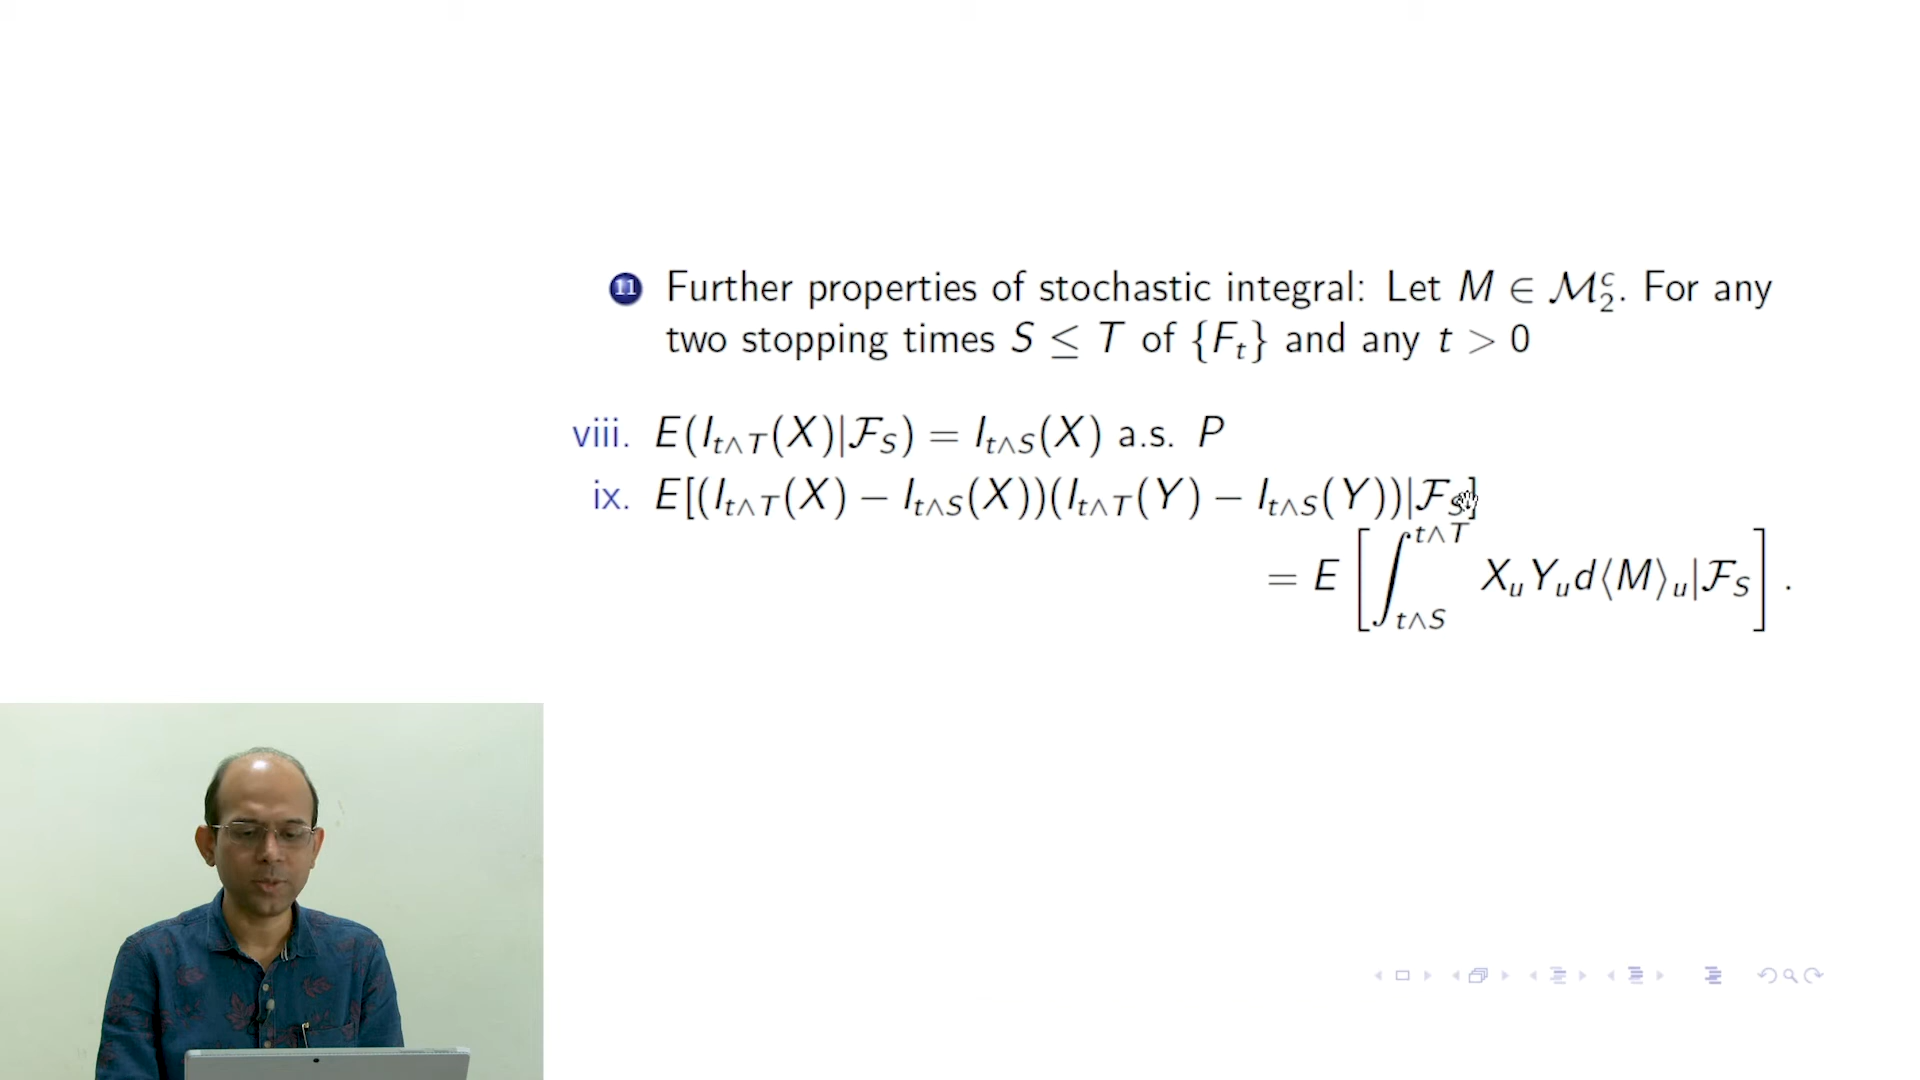 11 Further properties of stochastic integral: Let M ∈ ℳ₂ᶜ. For any
two stopping times S ≤ T of {Fₜ} and any t > 0
viii. E(I_{t∧T}(X)|ℱ_S) = I_{t∧S}(X) a.s. P
ix. E[(I_{t∧T}(X) − I_{t∧S}(X))(I_{t∧T}(Y) − I_{t∧S}(Y))|ℱ_S]
= E [∫_{t∧S}^{t∧T} X_u Y_u d⟨M⟩_u|ℱ_S] .